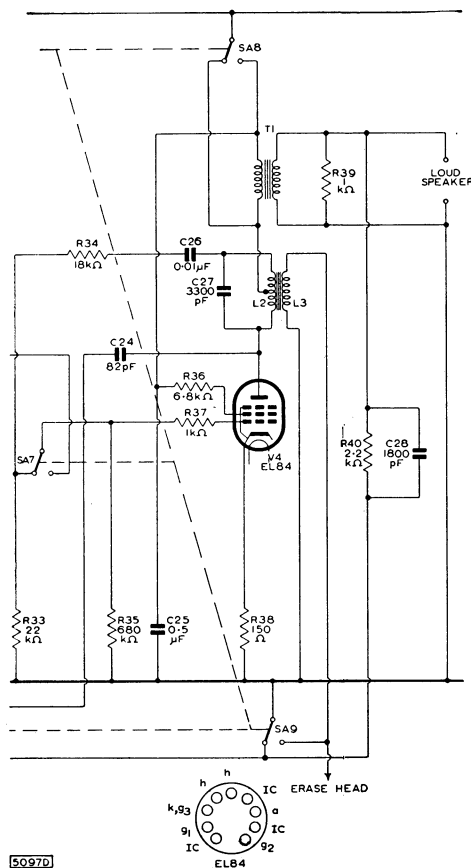 SA8
T1
R39
1
kΩ
LOUD
SPEAKER
R34
18kΩ
C26
0·01µF
C27
3300
pF
L2
L3
C24
82pF
R36
6·8kΩ
R37
1kΩ
V4
EL84
SA7
R40
2·2
kΩ
C28
1800
pF
R33
22
kΩ
R35
680
kΩ
C25
0·5
µF
R38
150
Ω
SA9
ERASE HEAD
h
h
IC
k,g3
a
g1
IC
IC
g2
EL84
5097D